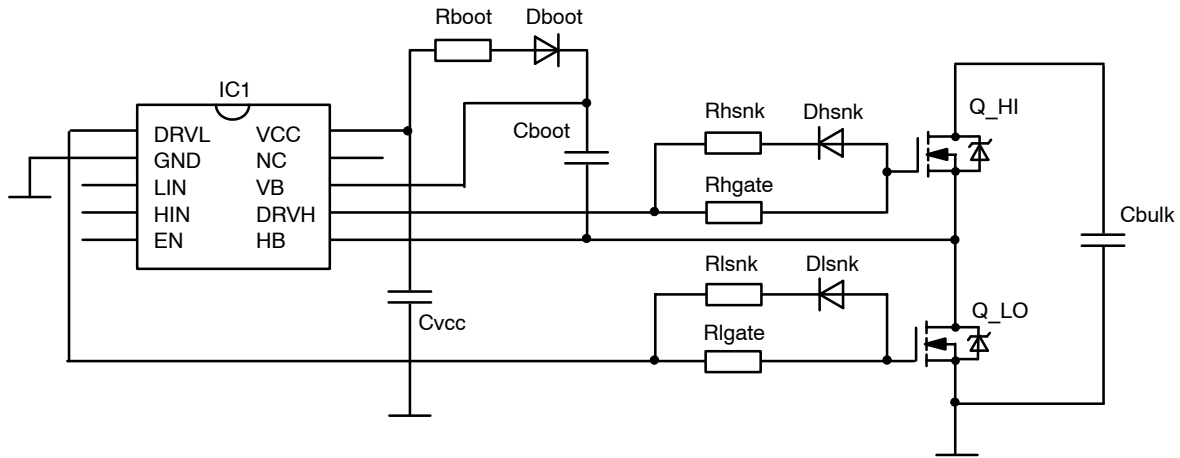 Rboot
Dboot
IC1
DRVL
GND
LIN
HIN
EN
VCC
NC
VB
DRVH
HB
Cboot
Cvcc
Rhsnk
Dhsnk
Rhgate
Q_HI
Cbulk
Rlsnk
Dlsnk
Rlgate
Q_LO